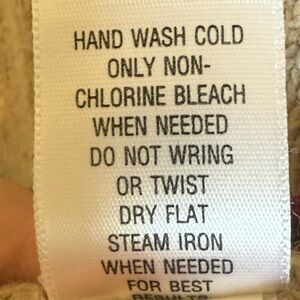 HAND WASH COLD
ONLY NON-
CHLORINE BLEACH
WHEN NEEDED
DO NOT WRING
OR TWIST
DRY FLAT
STEAM IRON
WHEN NEEDED
FOR BEST